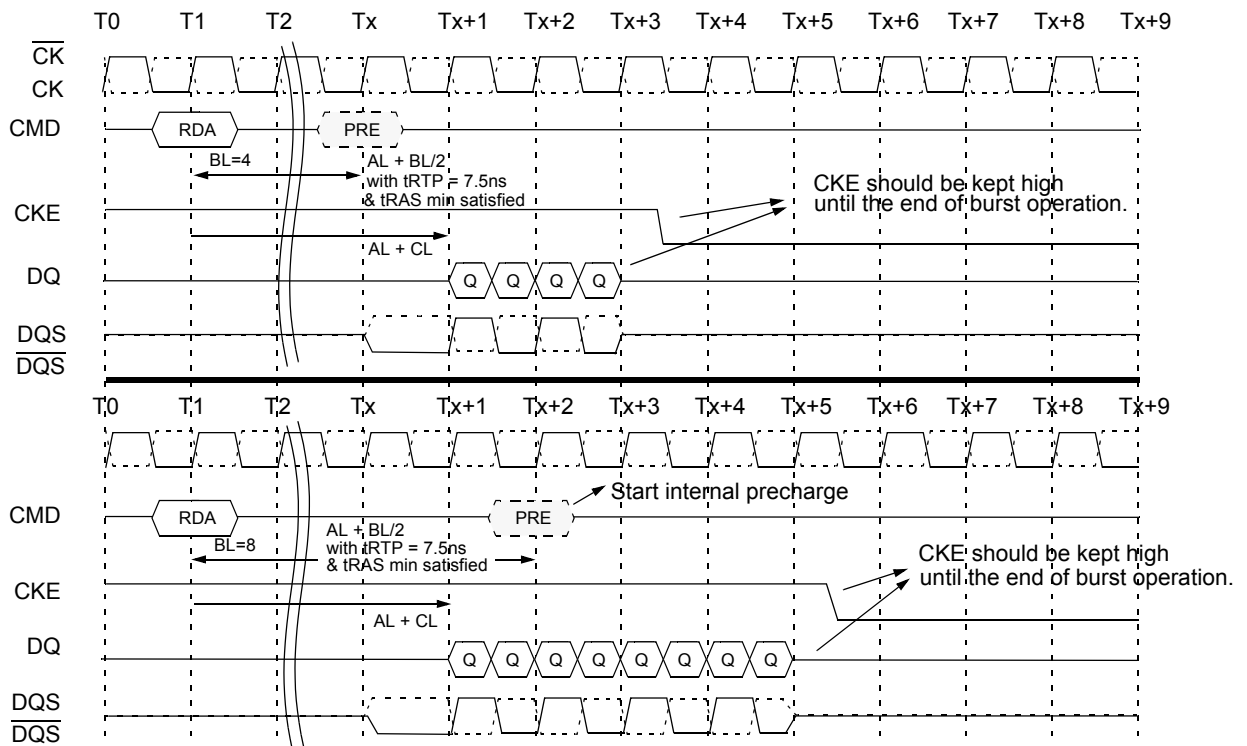 T0 T1 T2 Tx Tx+1 Tx+2 Tx+3 Tx+4 Tx+5 Tx+6 Tx+7 Tx+8 Tx+9
CK
CK
CMD RDA PRE
BL=4 AL + BL/2
with tRTP = 7.5ns
& tRAS min satisfied
CKE should be kept high
until the end of burst operation.
CKE
AL + CL
DQ Q Q Q Q
DQS
DQS
T0 T1 T2 Tx Tx+1 Tx+2 Tx+3 Tx+4 Tx+5 Tx+6 Tx+7 Tx+8 Tx+9
Start internal precharge
CMD RDA PRE
BL=8 AL + BL/2
with tRTP = 7.5ns
& tRAS min satisfied
CKE should be kept high
until the end of burst operation.
CKE
AL + CL
DQ Q Q Q Q Q Q Q Q
DQS
DQS